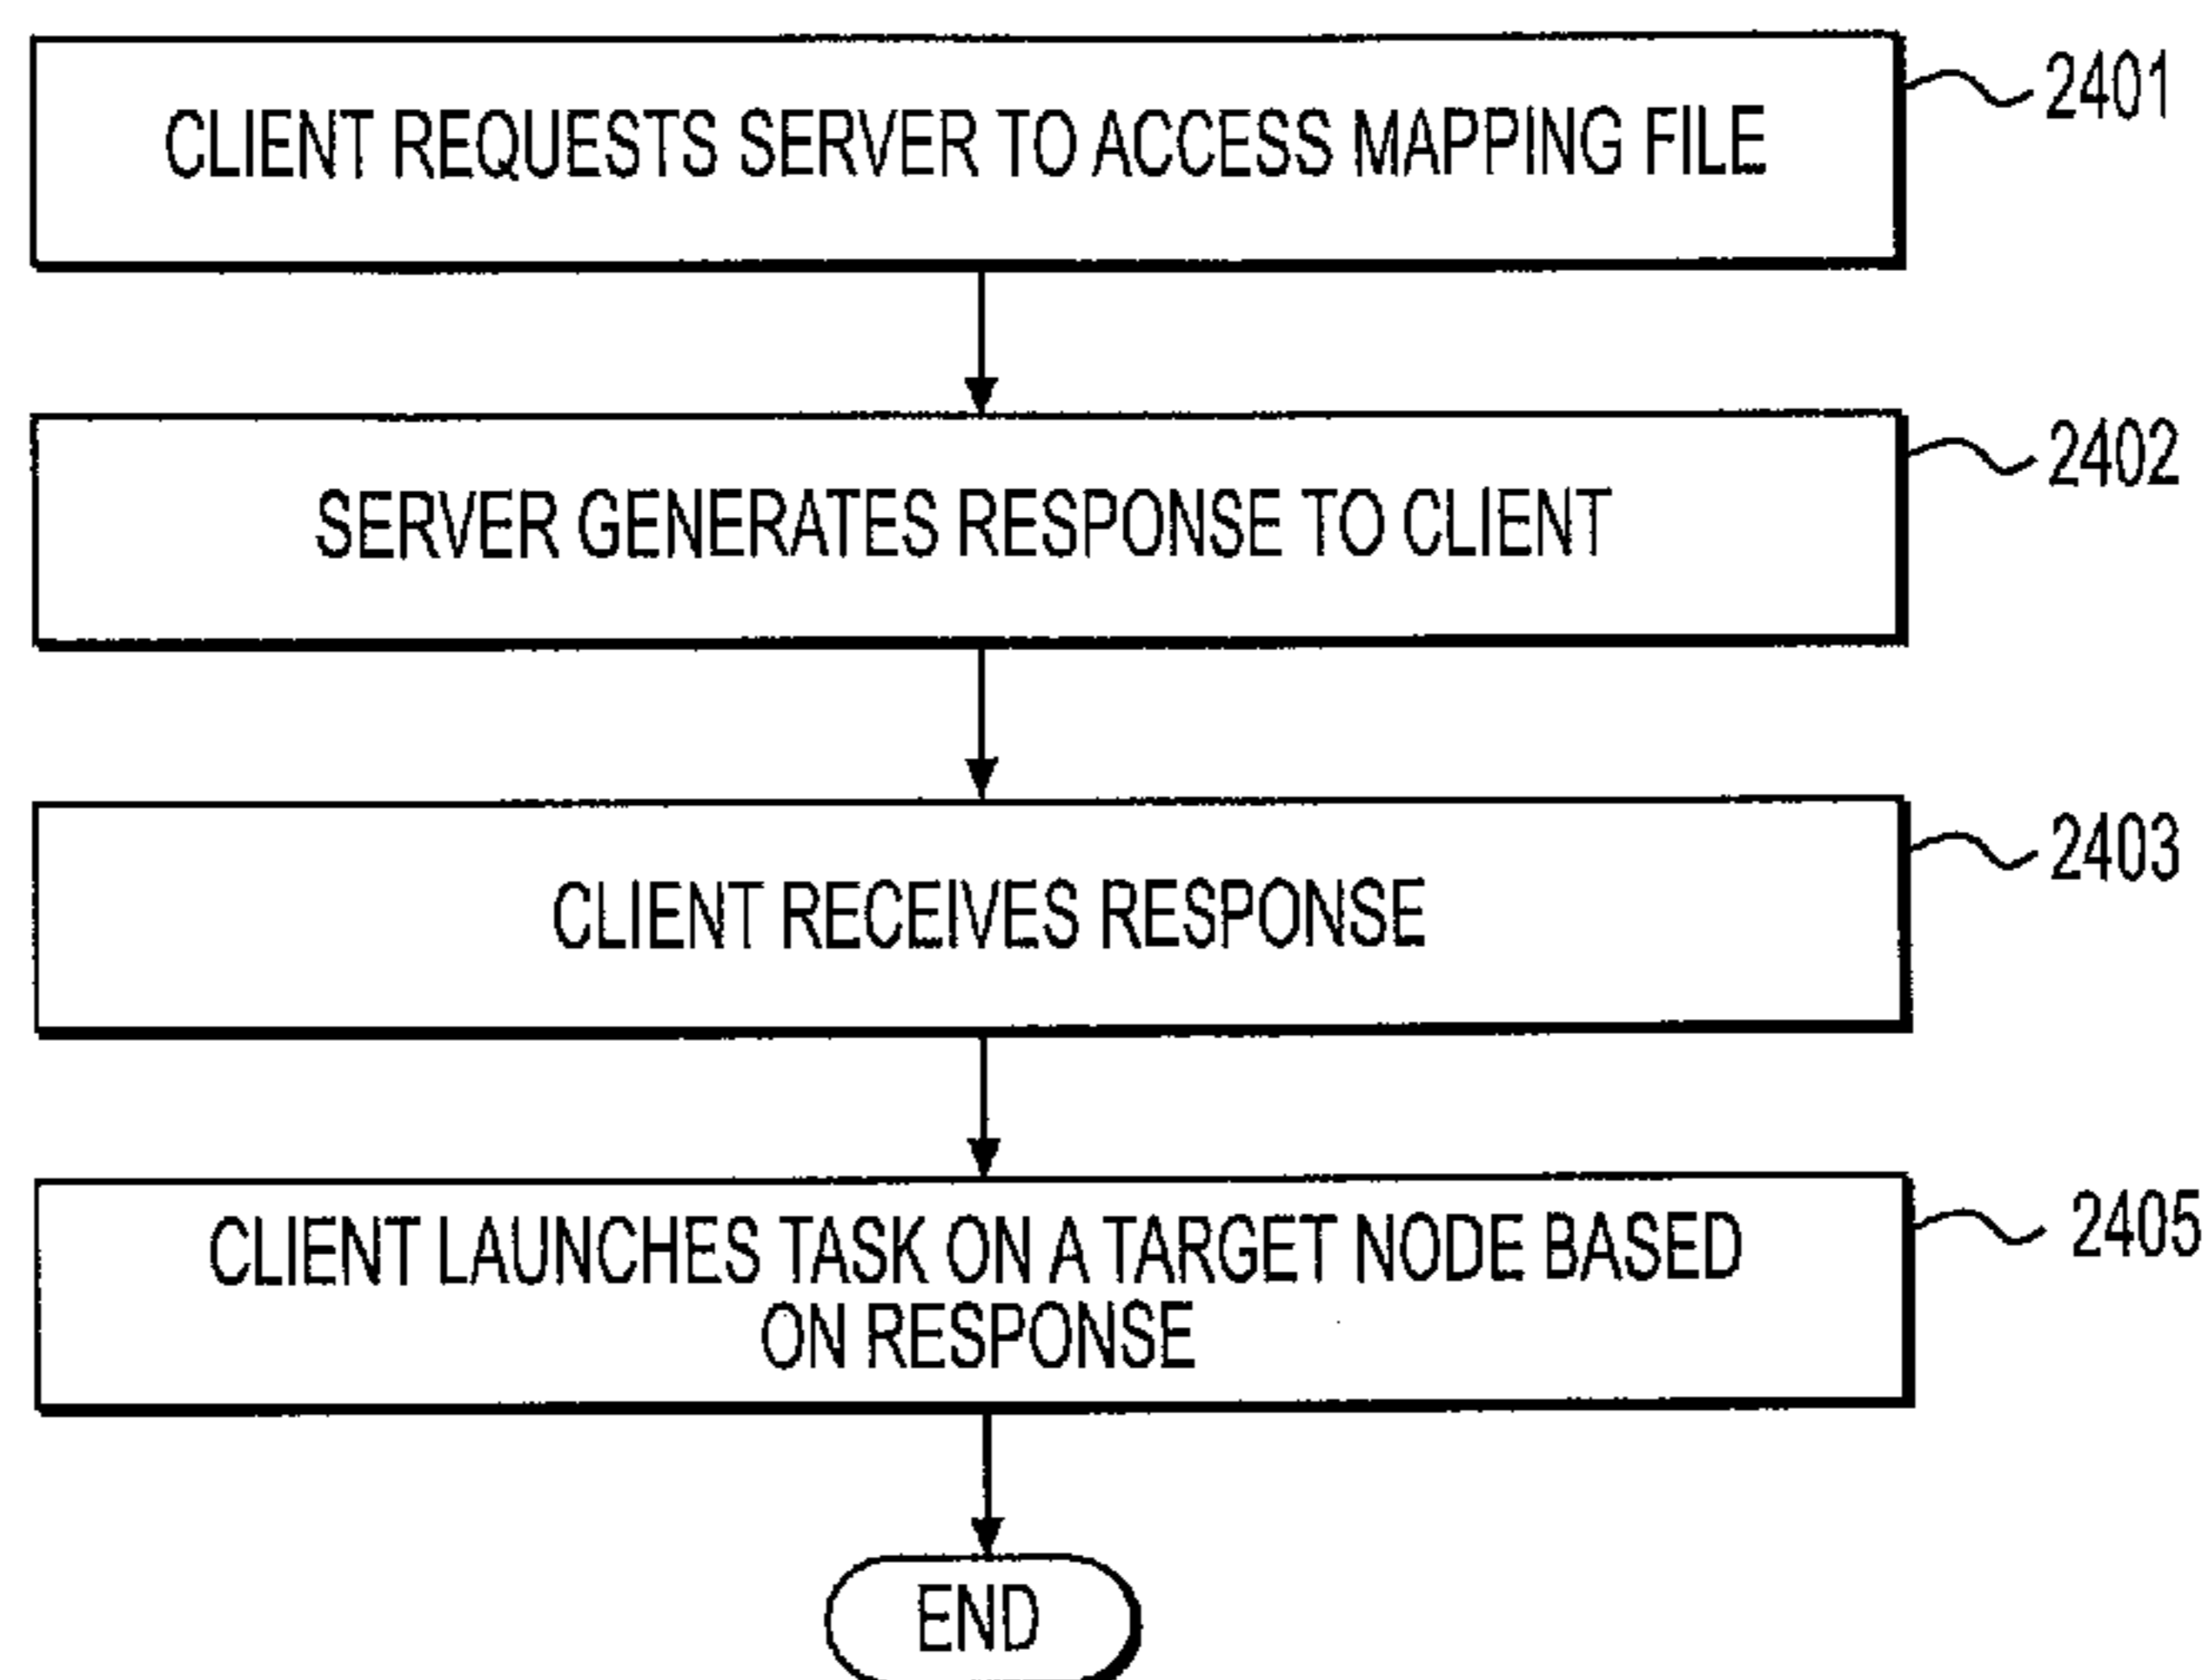 CLIENT REQUESTS SERVER TO ACCESS MAPPING FILE
2401
SERVER GENERATES RESPONSE TO CLIENT
2402
CLIENT RECEIVES RESPONSE
2403
CLIENT LAUNCHES TASK ON A TARGET NODE BASED
ON RESPONSE
2405
END